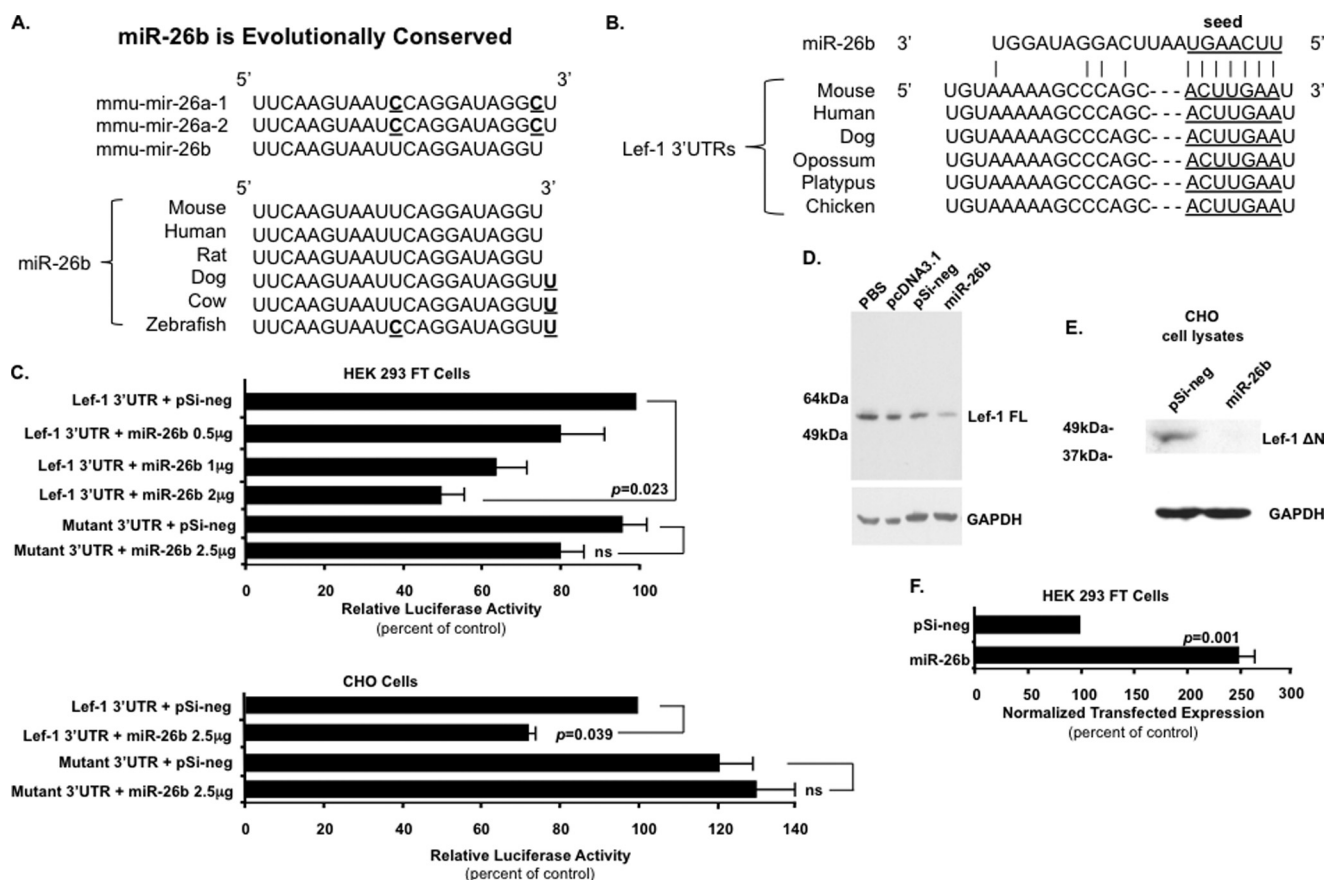 A.
miR-26b is Evolutionally Conserved
5’ 3’
mmu-mir-26a-1 UUCAAGUAAUCCAGGAUAGGCU
mmu-mir-26a-2 UUCAAGUAAUCCAGGAUAGGCU
mmu-mir-26b UUCAAGUAAUUCAGGAUAGGU
5’ 3’
miR-26b
Mouse UUCAAGUAAUUCAGGAUAGGU
Human UUCAAGUAAUUCAGGAUAGGU
Rat UUCAAGUAAUUCAGGAUAGGU
Dog UUCAAGUAAUUCAGGAUAGGUU
Cow UUCAAGUAAUUCAGGAUAGGUU
Zebrafish UUCAAGUAAUCCAGGAUAGGUU
B.
seed
miR-26b 3’ UGGAUAGGACUUAAUGAACUU 5’
Lef-1 3’UTRs
Mouse 5’ UGUAAAAAGCCCAGC---ACUUGAAU 3’
Human UGUAAAAAGCCCAGC---ACUUGAAU
Dog UGUAAAAAGCCCAGC---ACUUGAAU
Opossum UGUAAAAAGCCCAGC---ACUUGAAU
Platypus UGUAAAAAGCCCAGC---ACUUGAAU
Chicken UGUAAAAAGCCCAGC---ACUUGAAU
C.
HEK 293 FT Cells
Lef-1 3’UTR + pSi-neg
Lef-1 3’UTR + miR-26b 0.5µg
Lef-1 3’UTR + miR-26b 1µg
Lef-1 3’UTR + miR-26b 2µg
p=0.023
Mutant 3’UTR + pSi-neg
Mutant 3’UTR + miR-26b 2.5µg
ns
0 20 40 60 80 100
Relative Luciferase Activity
(percent of control)
CHO Cells
Lef-1 3’UTR + pSi-neg
Lef-1 3’UTR + miR-26b 2.5µg
p=0.039
Mutant 3’UTR + pSi-neg
Mutant 3’UTR + miR-26b 2.5µg
ns
0 20 40 60 80 100 120 140
Relative Luciferase Activity
(percent of control)
D.
PBS
pcDNA3.1
pSi-neg
miR-26b
64kDa
49kDa
Lef-1 FL
GAPDH
E.
CHO
cell lysates
pSi-neg
miR-26b
49kDa-
37kDa-
Lef-1 ΔN
GAPDH
F.
HEK 293 FT Cells
pSi-neg
miR-26b
p=0.001
0 50 100 150 200 250 300
Normalized Transfected Expression
(percent of control)